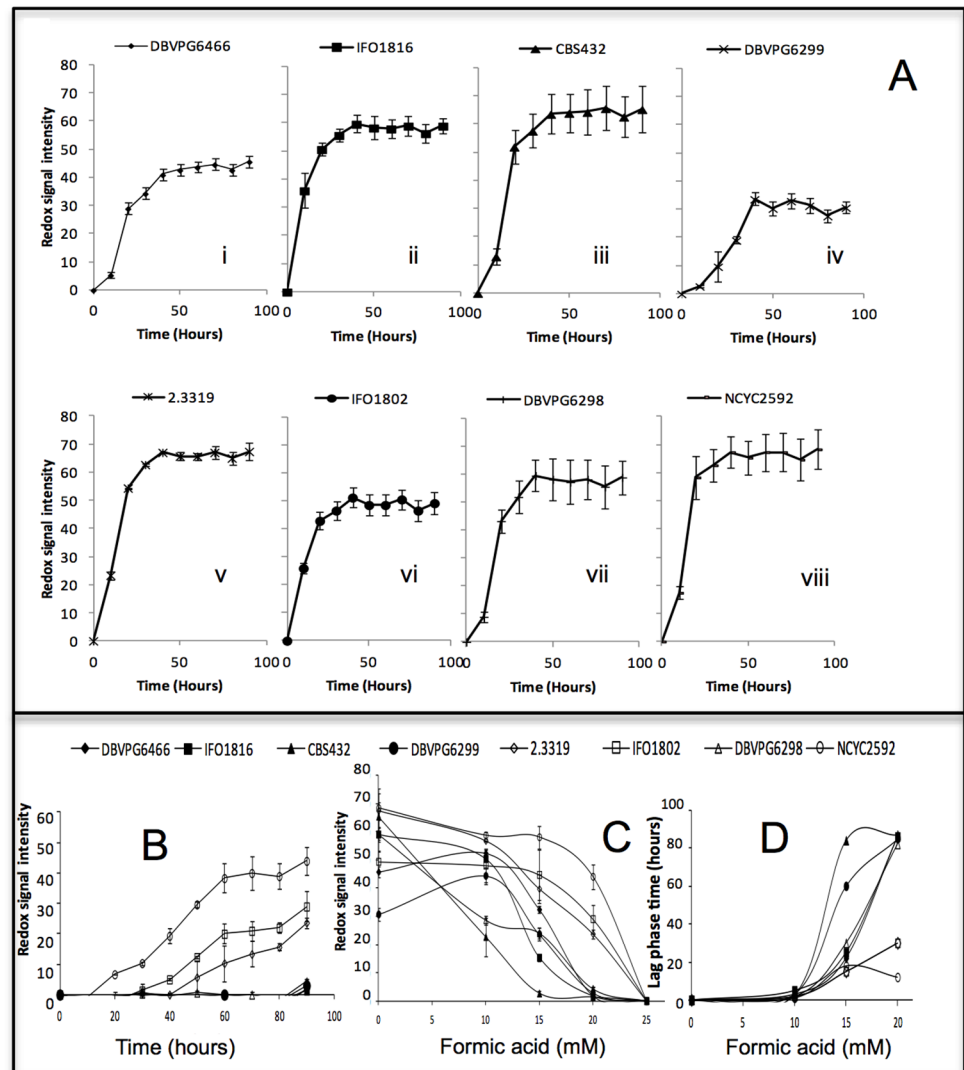 DBVPG6466 IFO1816 CBS432 DBVPG6299
A
Redox signal intensity
80
70
60
50
40
30
20
10
0
i ii iii iv
0 50 100 0 50 100 0 50 100 0 50 100
Time (Hours) Time (Hours) Time (Hours) Time (Hours)
2.3319 IFO1802 DBVPG6298 NCYC2592
Redox signal intensity
80
70
60
50
40
30
20
10
0
v vi vii viii
0 50 100 0 50 100 0 50 100 0 50 100
Time (Hours) Time (Hours) Time (Hours) Time (Hours)
DBVPG6466 IFO1816 CBS432 DBVPG6299 2.3319 IFO1802 DBVPG6298 NCYC2592
B
Redox signal intensity
60
50
40
30
20
10
0
0 20 40 60 80 100
Time (hours)
C
Redox signal intensity
80
70
60
50
40
30
20
10
0
0 5 10 15 20 25
Formic acid (mM)
D
Lag phase time (hours)
100
80
60
40
20
0
0 5 10 15 20
Formic acid (mM)